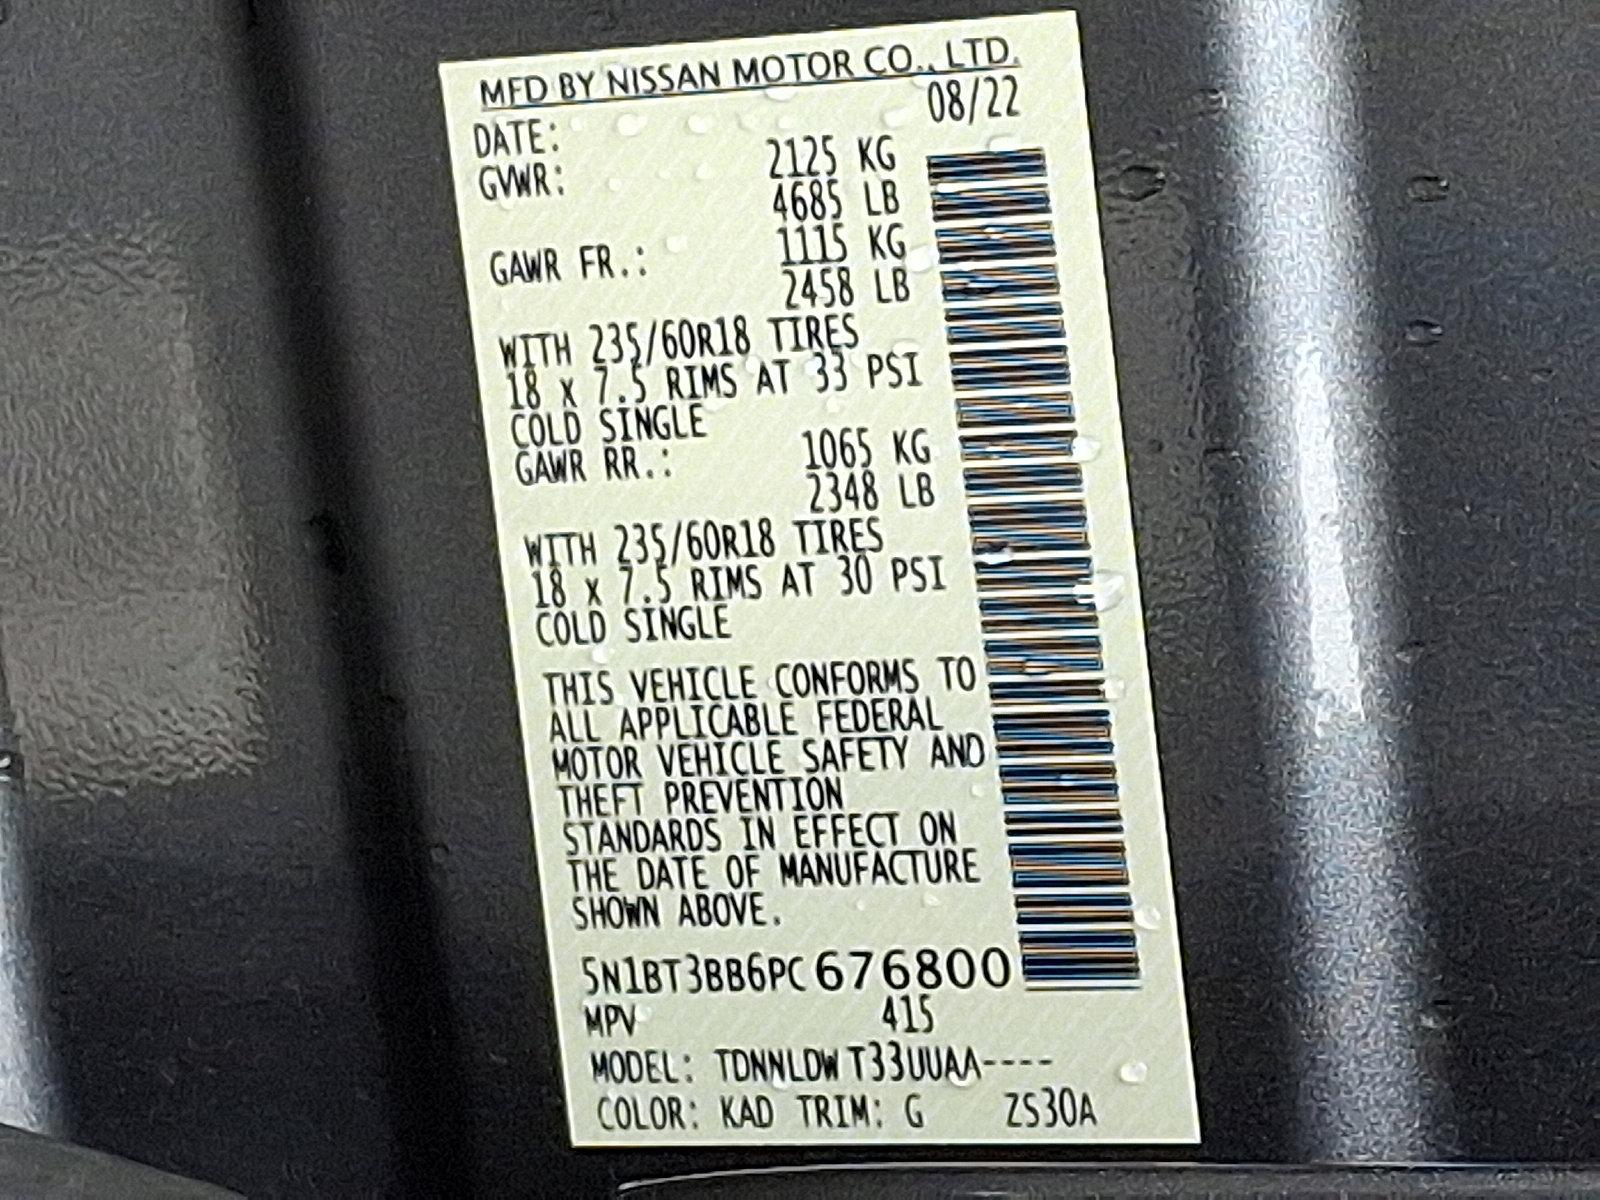 MFD BY NISSAN MOTOR CO., LTD.
DATE: 08/22
GVWR: 2125 KG
4685 LB
GAWR FR.: 1115 KG
2458 LB
WITH 235/60R18 TIRES
18 x 7.5 RIMS AT 33 PSI
COLD SINGLE
GAWR RR.: 1065 KG
2348 LB
WITH 235/60R18 TIRES
18 x 7.5 RIMS AT 30 PSI
COLD SINGLE
THIS VEHICLE CONFORMS TO
ALL APPLICABLE FEDERAL
MOTOR VEHICLE SAFETY AND
THEFT PREVENTION
STANDARDS IN EFFECT ON
THE DATE OF MANUFACTURE
SHOWN ABOVE.
5N1BT3BB6PC676800
MPV 415
MODEL: TDNNLDWT33UUAA----
COLOR: KAD TRIM: G ZS30A